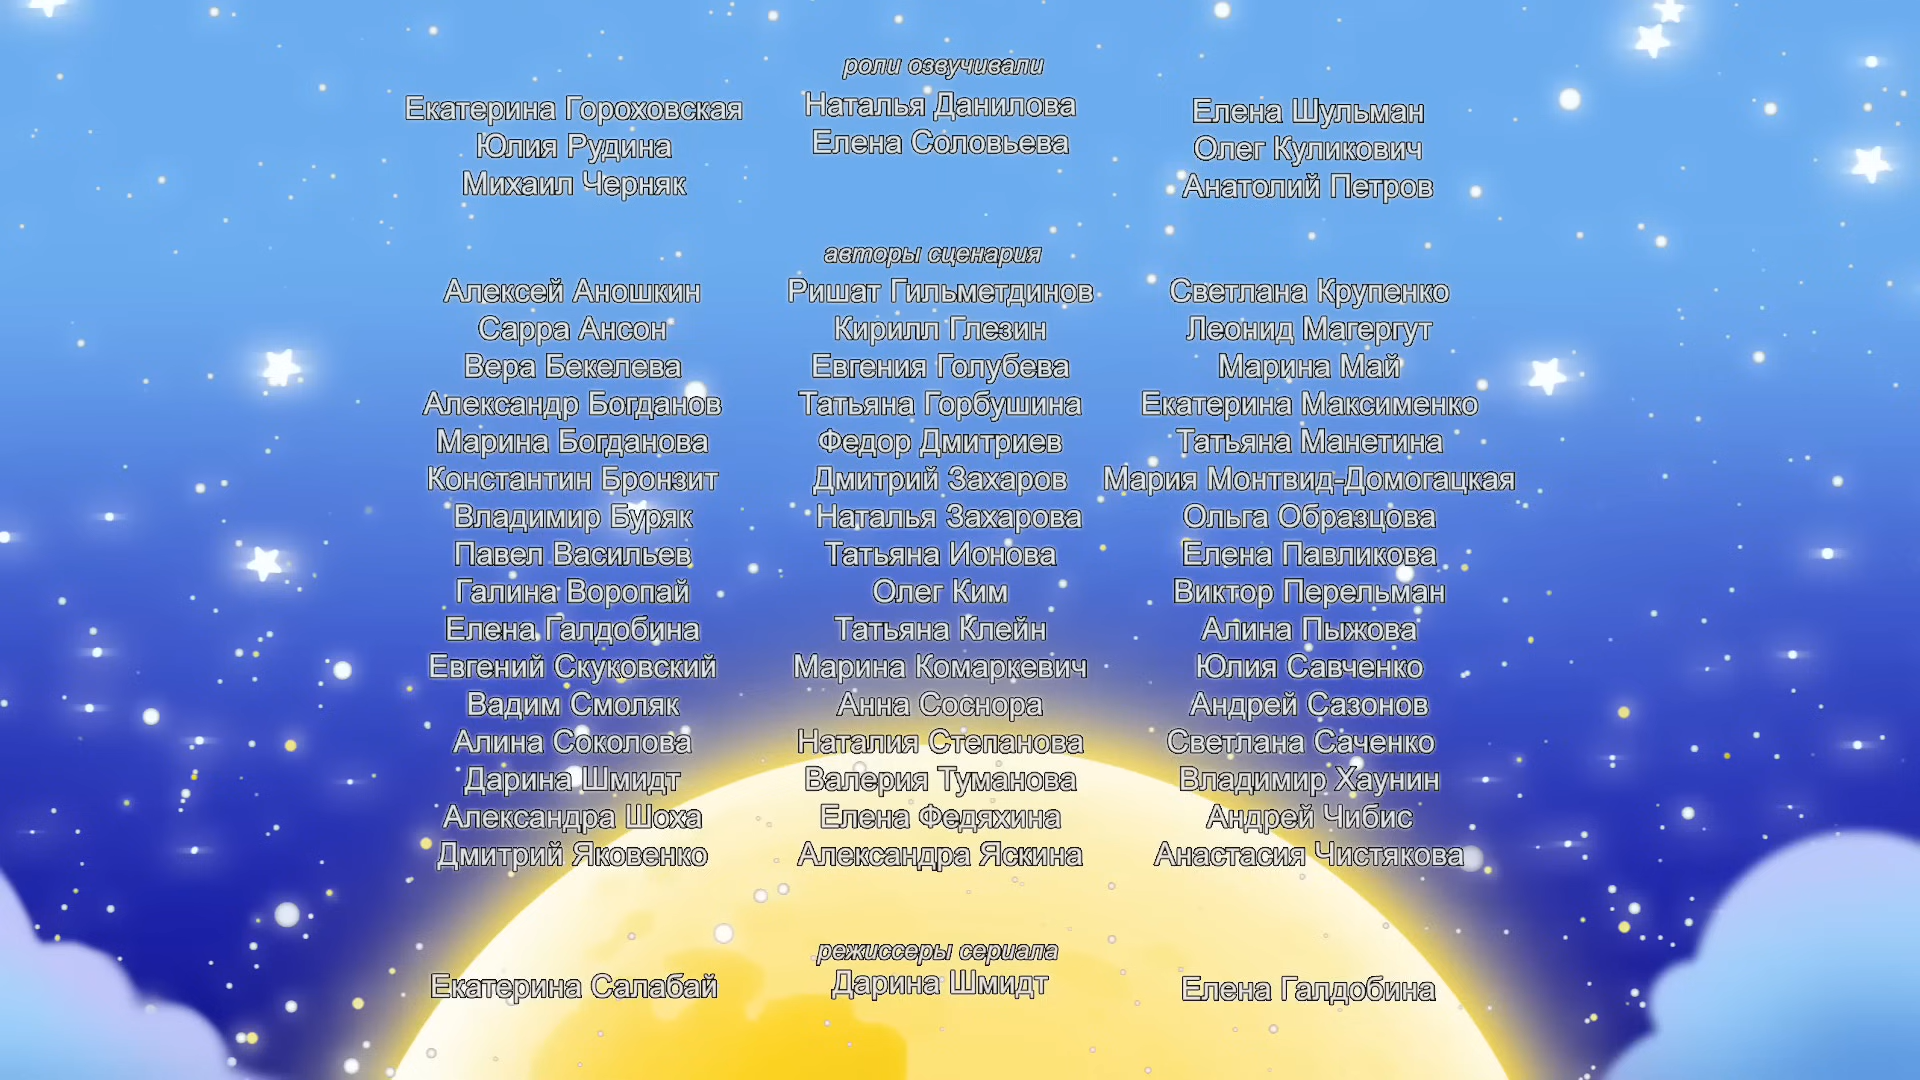 роли озвучивали
Екатерина Гороховская
Юлия Рудина
Михаил Черняк
Наталья Данилова
Елена Соловьева
Елена Шульман
Олег Куликович
Анатолий Петров
авторы сценария
Алексей Аношкин
Сарра Ансон
Вера Бекелева
Александр Богданов
Марина Богданова
Константин Бронзит
Владимир Буряк
Павел Васильев
Галина Воропай
Елена Галдобина
Евгений Скуковский
Вадим Смоляк
Алина Соколова
Дарина Шмидт
Александра Шоха
Дмитрий Яковенко
Ришат Гильметдинов
Кирилл Глезин
Евгения Голубева
Татьяна Горбушина
Федор Дмитриев
Дмитрий Захаров
Наталья Захарова
Татьяна Ионова
Олег Ким
Татьяна Клейн
Марина Комаркевич
Анна Соснора
Наталия Степанова
Валерия Туманова
Елена Федяхина
Александра Яскина
Светлана Крупенко
Леонид Магергут
Марина Май
Екатерина Максименко
Татьяна Манетина
Мария Монтвид-Домогацкая
Ольга Образцова
Елена Павликова
Виктор Перельман
Алина Пыжова
Юлия Савченко
Андрей Сазонов
Светлана Саченко
Владимир Хаунин
Андрей Чибис
Анастасия Чистякова
режиссеры сериала
Екатерина Салабай
Дарина Шмидт
Елена Галдобина